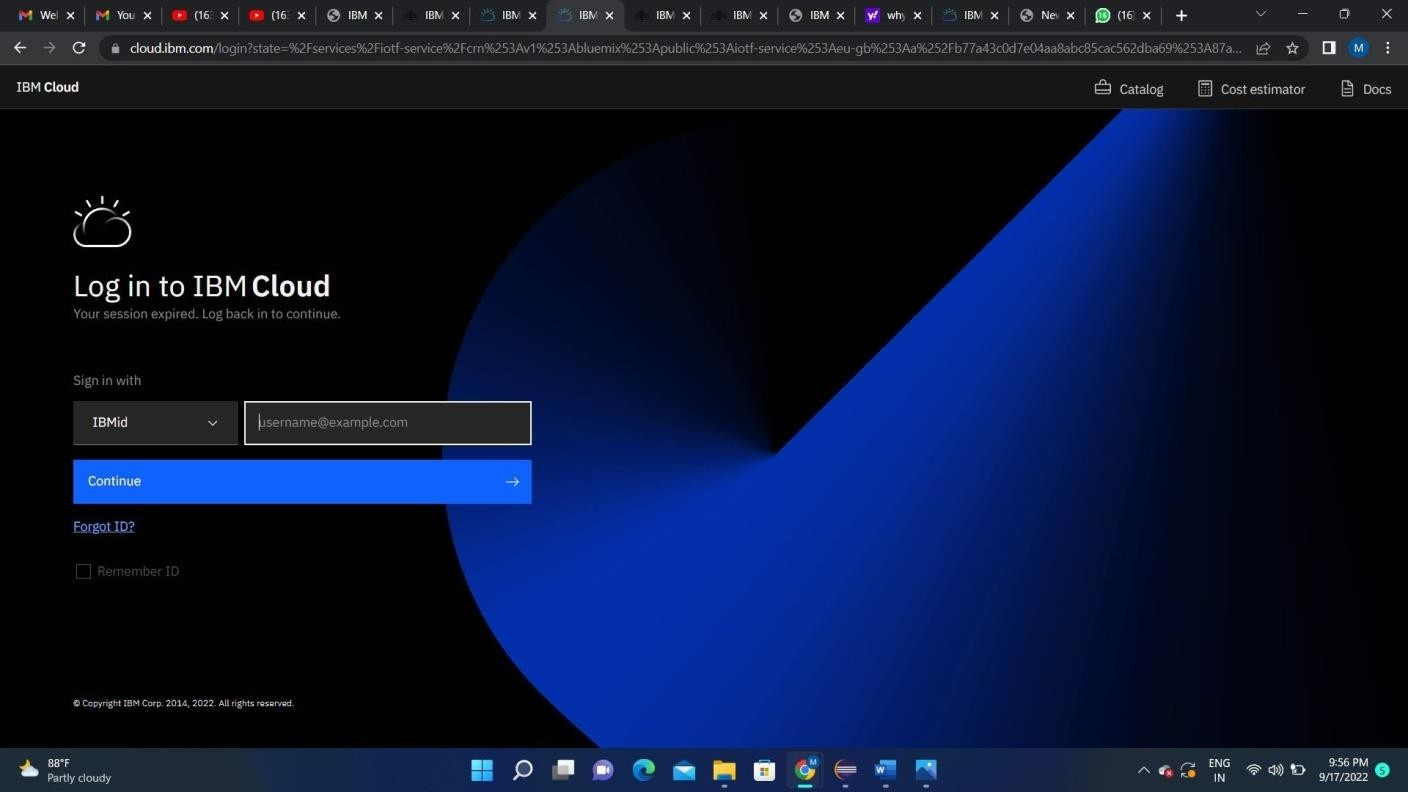 Wel
You
(16
(16
IBM
IBM
IBM
IBM
IBM
IBM
IBM
why
IBM
Nev
(16)
cloud.ibm.com/login?state=%2Fservices%2Fiotf-service%2Fcrn%253Av1%253Abluemix%253Apublic%253Aiotf-service%253Aeu-gb%253Aa%252Fb77a43c0d7e04aa8abc85cac562dba69%253A87a...
M
IBM Cloud
Catalog
Cost estimator
Docs
Log in to IBM Cloud
Your session expired. Log back in to continue.
Sign in with
IBMid
username@example.com
Continue
Forgot ID?
Remember ID
© Copyright IBM Corp. 2014, 2022. All rights reserved.
88°F
Partly cloudy
ENG
IN
9:56 PM
9/17/2022
5